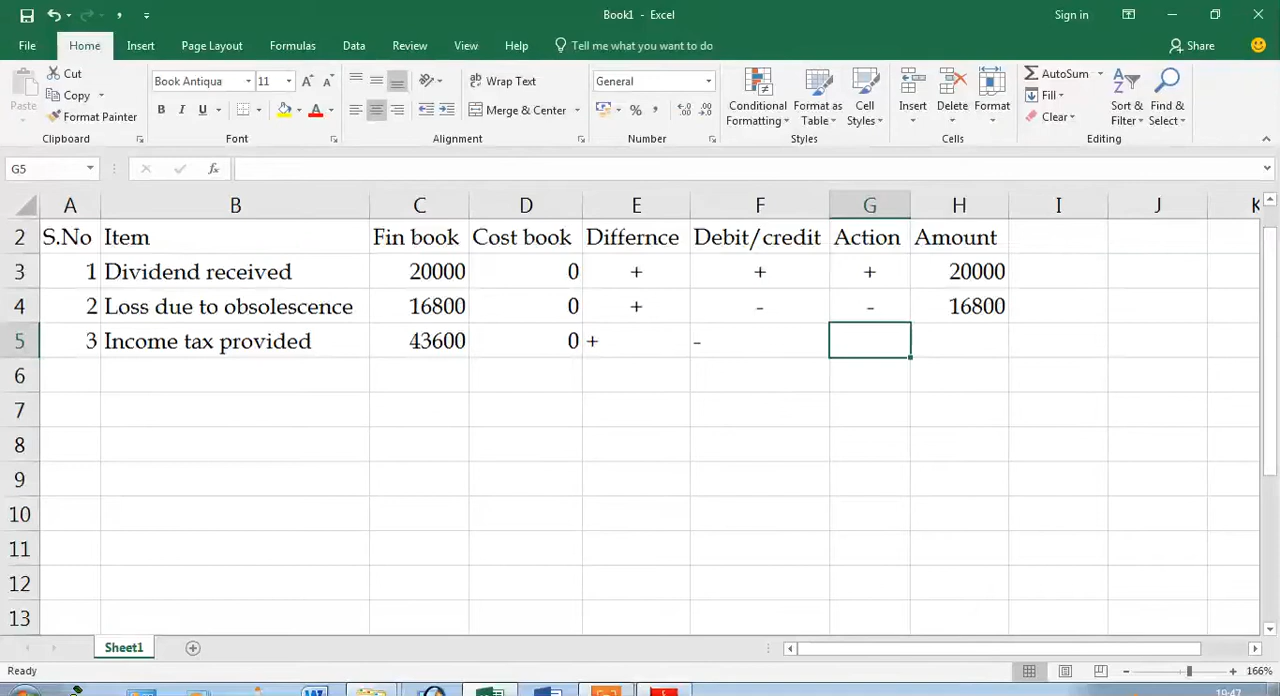 Book1 - Excel
Sign in
File Home Insert Page Layout Formulas Data Review View Help Tell me what you want to do Share
Paste Cut Copy Format Painter Clipboard
Book Antiqua 11 B I U Font
Wrap Text Merge & Center Alignment
General % , Number
Conditional Formatting Format as Table Cell Styles Styles
Insert Delete Format Cells
AutoSum Fill Clear Sort & Filter Find & Select Editing
G5 fx
A B C D E F G H I J K
2 S.No Item Fin book Cost book Differnce Debit/credit Action Amount
3 1 Dividend received 20000 0 + + + 20000
4 2 Loss due to obsolescence 16800 0 + - - 16800
5 3 Income tax provided 43600 0 + -
6
7
8
9
10
11
12
13
Sheet1
Ready 166%
19:47